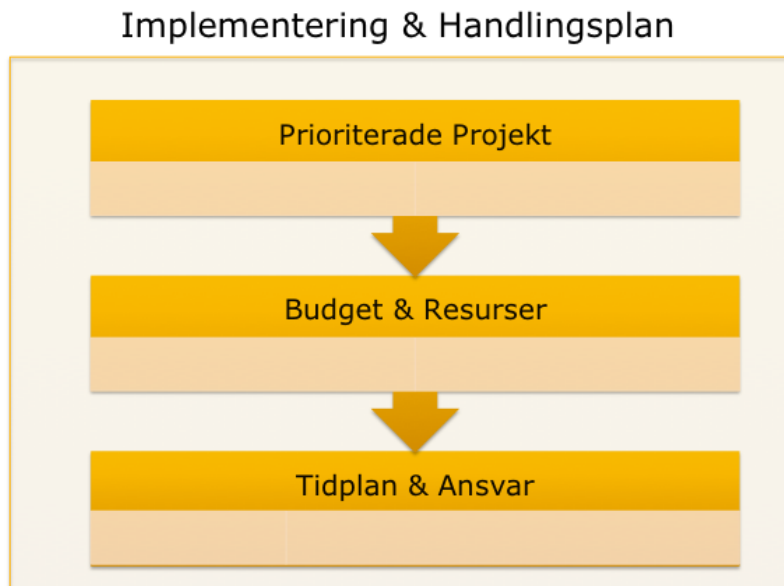 Implementering & Handlingsplan
Prioriterade Projekt
Budget & Resurser
Tidplan & Ansvar